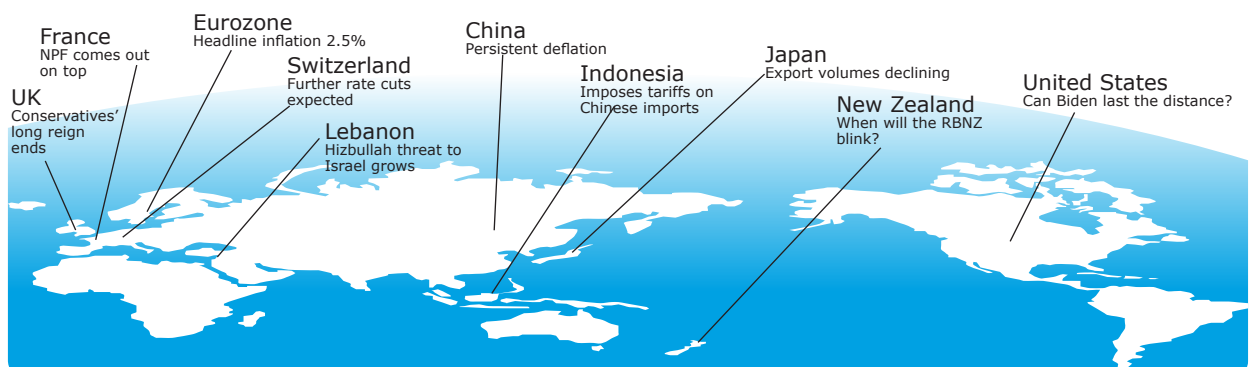 France
NPF comes out
on top
Eurozone
Headline inflation 2.5%
UK
Conservatives’
long reign
ends
Switzerland
Further rate cuts
expected
Lebanon
Hizbullah threat to
Israel grows
China
Persistent deflation
Indonesia
Imposes tariffs on
Chinese imports
Japan
Export volumes declining
New Zealand
When will the RBNZ
blink?
United States
Can Biden last the distance?